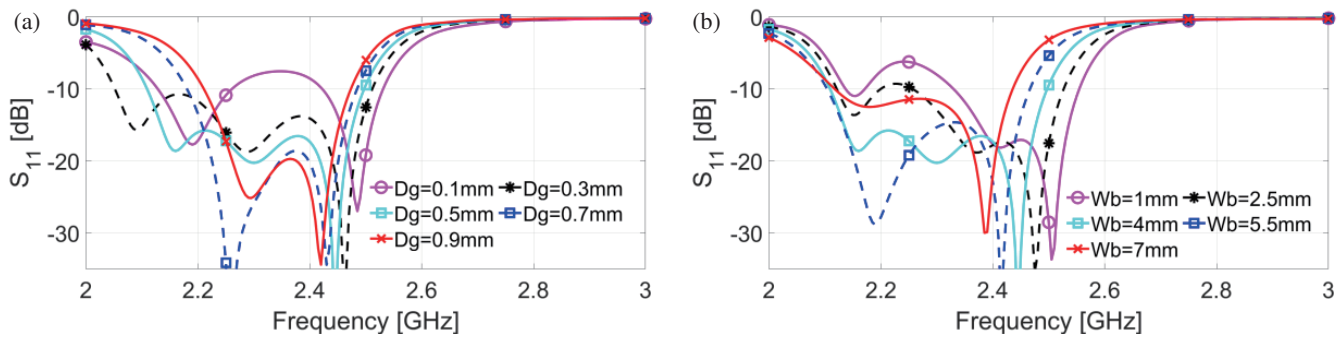 (a)
S11 [dB]
0
-10
-20
-30
Dg=0.1mm Dg=0.3mm
Dg=0.5mm Dg=0.7mm
Dg=0.9mm
2 2.2 2.4 2.6 2.8 3
Frequency [GHz]
(b)
S11 [dB]
0
-10
-20
-30
Wb=1mm Wb=2.5mm
Wb=4mm Wb=5.5mm
Wb=7mm
2 2.2 2.4 2.6 2.8 3
Frequency [GHz]